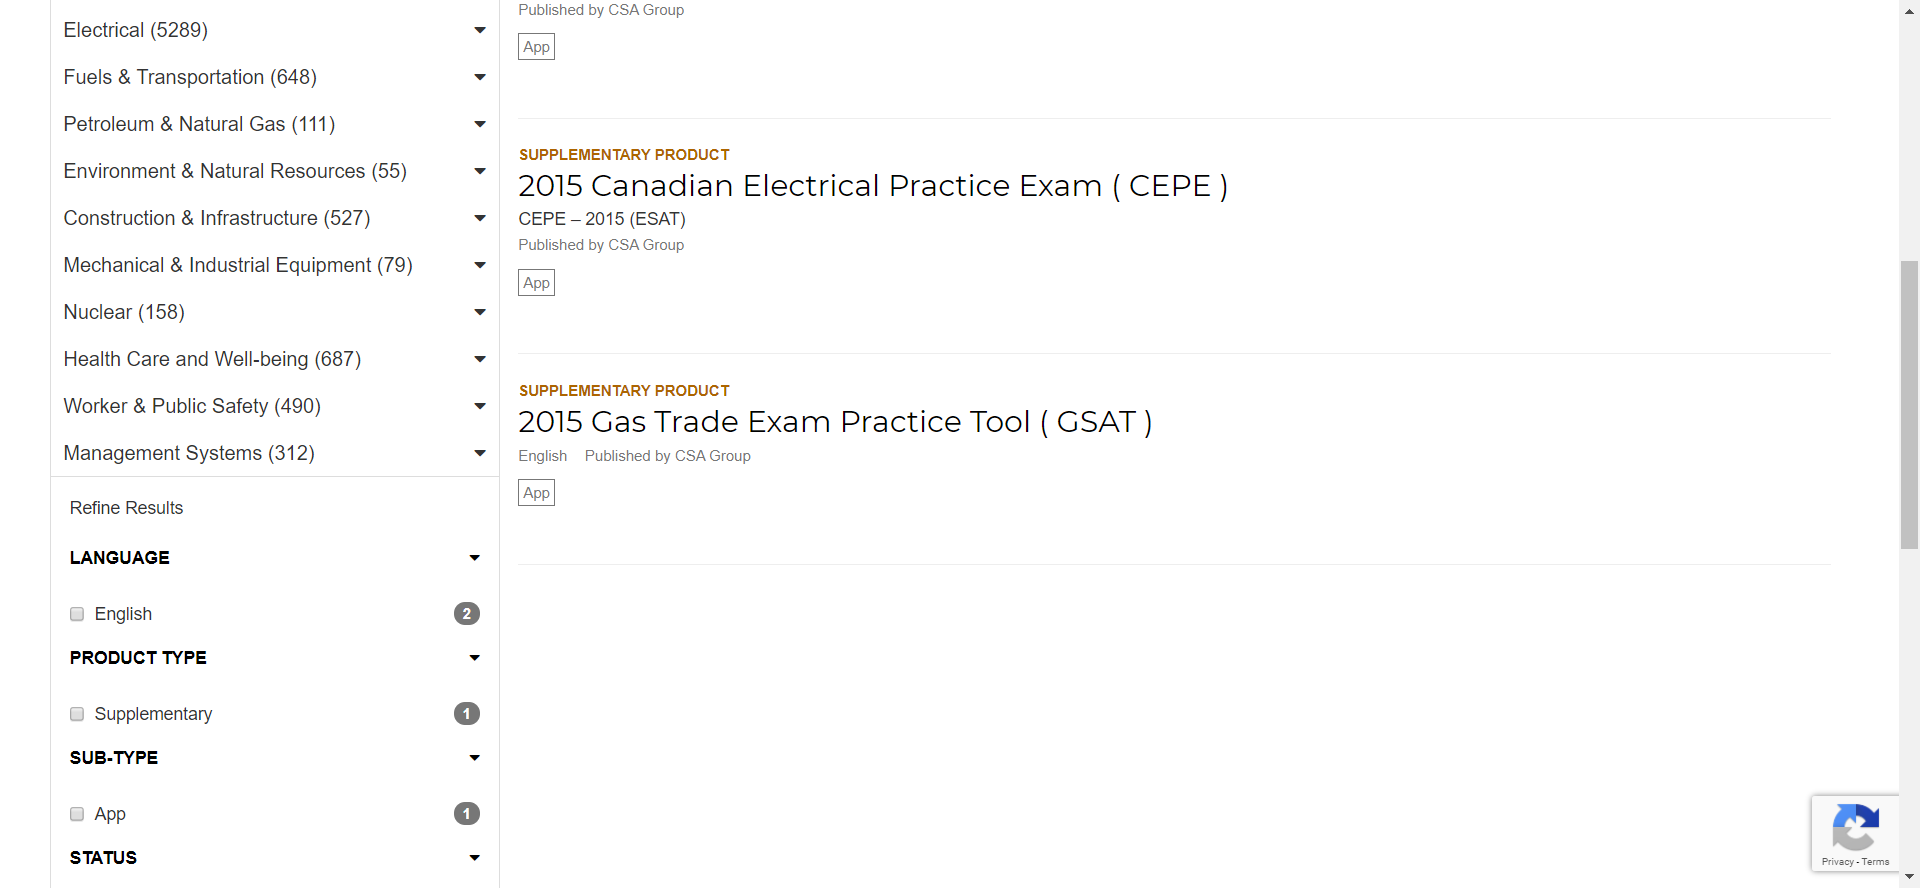 Electrical (5289)
Fuels & Transportation (648)
Petroleum & Natural Gas (111)
Environment & Natural Resources (55)
Construction & Infrastructure (527)
Mechanical & Industrial Equipment (79)
Nuclear (158)
Health Care and Well-being (687)
Worker & Public Safety (490)
Management Systems (312)
Refine Results
LANGUAGE
English 2
PRODUCT TYPE
Supplementary 1
SUB-TYPE
App 1
STATUS
Published by CSA Group
App
SUPPLEMENTARY PRODUCT
2015 Canadian Electrical Practice Exam ( CEPE )
CEPE – 2015 (ESAT)
Published by CSA Group
App
SUPPLEMENTARY PRODUCT
2015 Gas Trade Exam Practice Tool ( GSAT )
English Published by CSA Group
App
Privacy - Terms